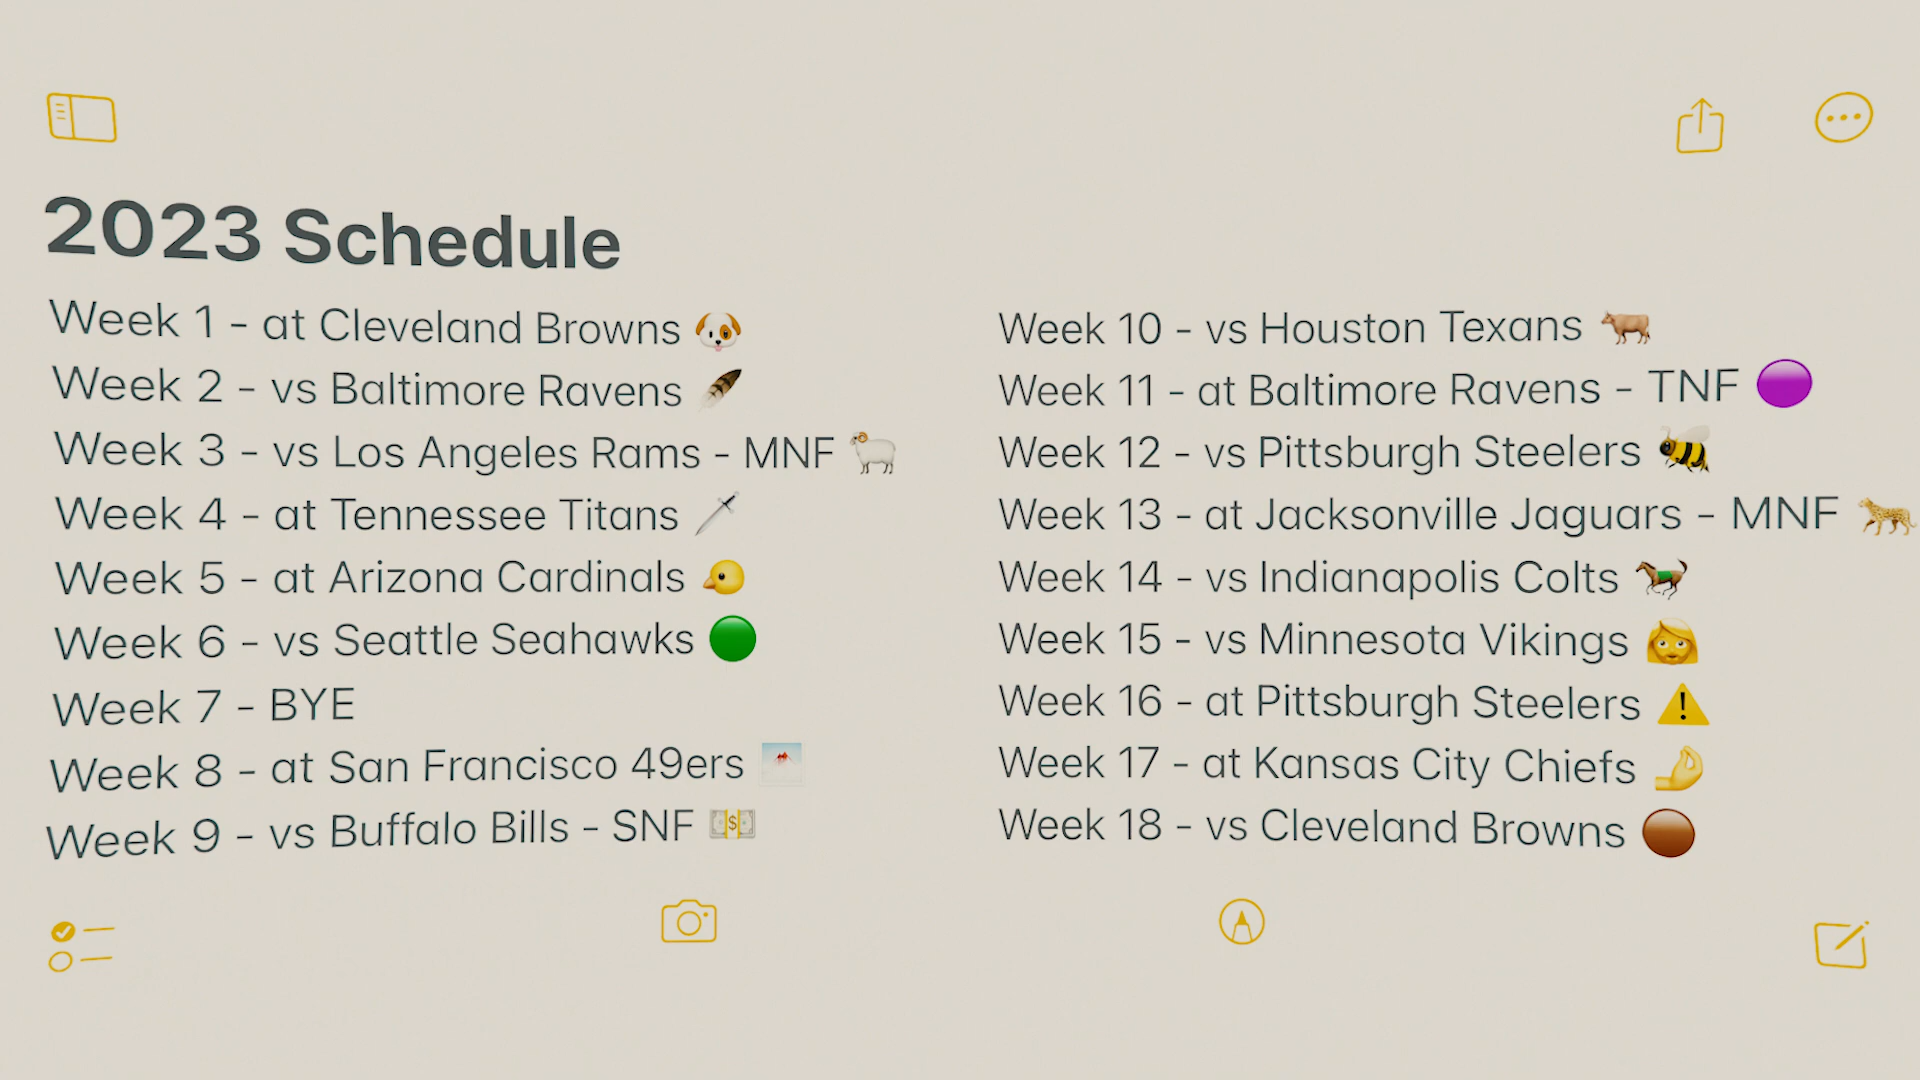 2023 Schedule
Week 1 - at Cleveland Browns 🐶
Week 2 - vs Baltimore Ravens 🪶
Week 3 - vs Los Angeles Rams - MNF 🐏
Week 4 - at Tennessee Titans 🗡️
Week 5 - at Arizona Cardinals 🐤
Week 6 - vs Seattle Seahawks 🟢
Week 7 - BYE
Week 8 - at San Francisco 49ers
Week 9 - vs Buffalo Bills - SNF 💵
Week 10 - vs Houston Texans 🐂
Week 11 - at Baltimore Ravens - TNF 🟣
Week 12 - vs Pittsburgh Steelers 🐝
Week 13 - at Jacksonville Jaguars - MNF 🐆
Week 14 - vs Indianapolis Colts 🐎
Week 15 - vs Minnesota Vikings
Week 16 - at Pittsburgh Steelers ⚠️
Week 17 - at Kansas City Chiefs 🤌
Week 18 - vs Cleveland Browns 🟤